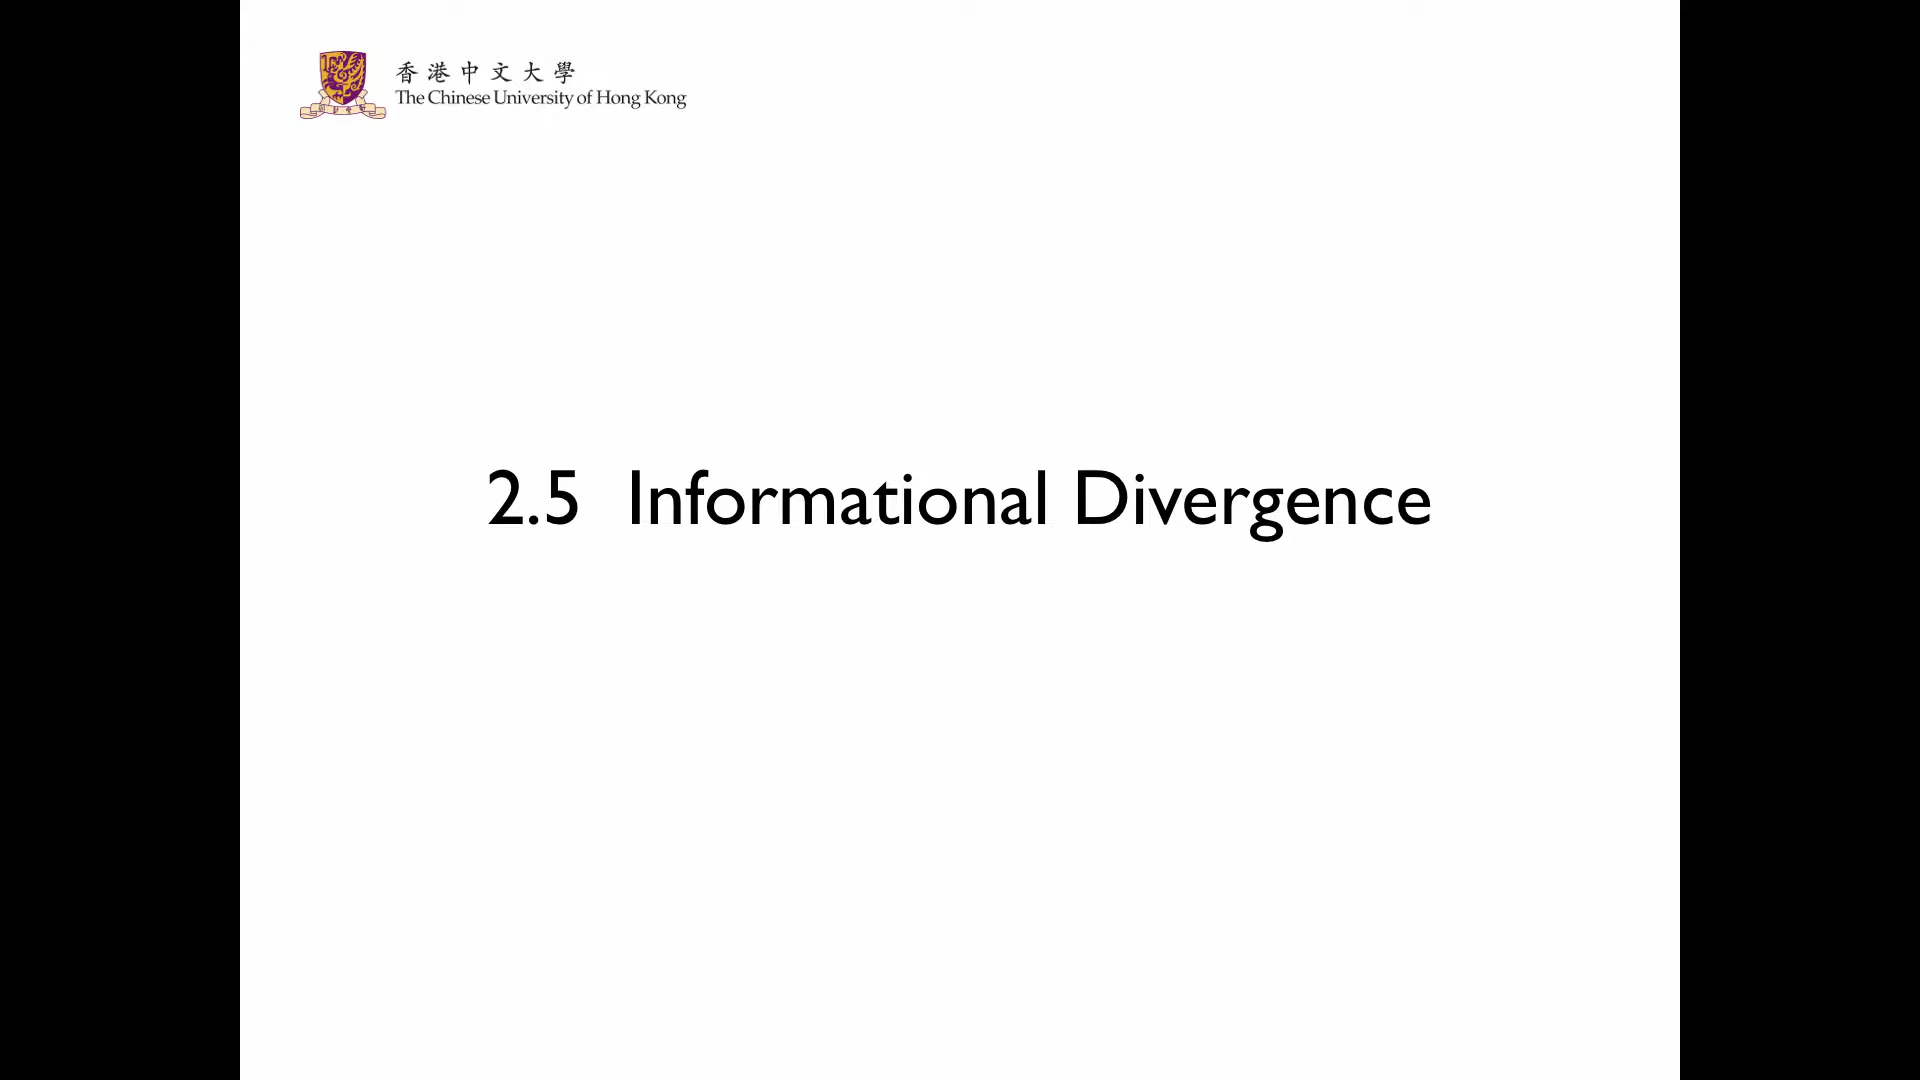 香港中文大學
The Chinese University of Hong Kong
2.5 Informational Divergence